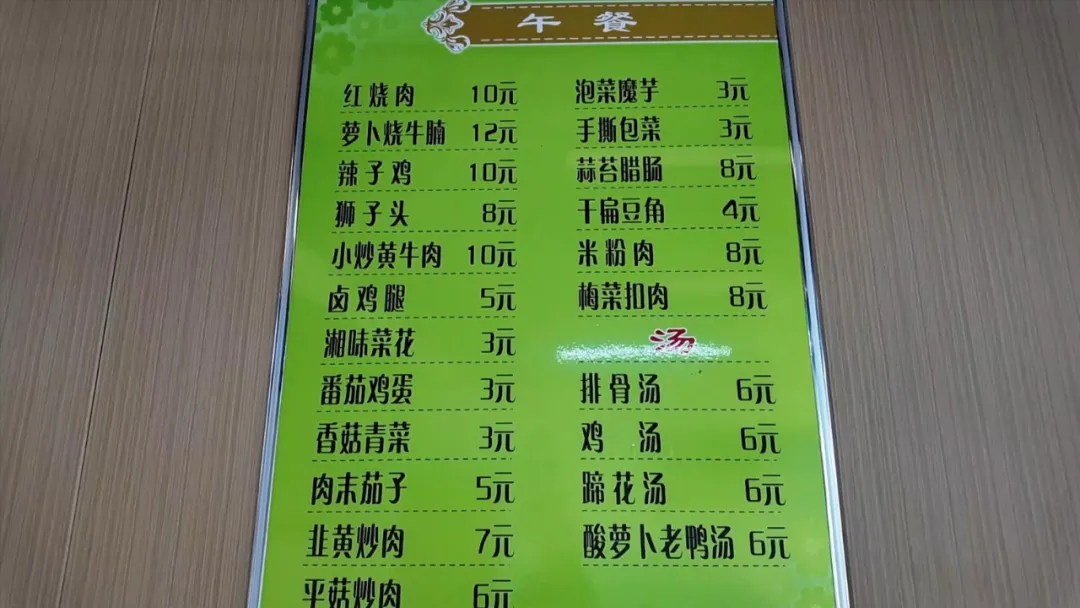 午餐
红烧肉 10元
萝卜烧牛腩 12元
辣子鸡 10元
狮子头 8元
小炒黄牛肉 10元
卤鸡腿 5元
湘味菜花 3元
番茄鸡蛋 3元
香菇青菜 3元
肉末茄子 5元
韭黄炒肉 7元
平菇炒肉 6元
泡菜魔芋 3元
手撕包菜 3元
蒜苔腊肠 8元
干扁豆角 4元
米粉肉 8元
梅菜扣肉 8元
汤
排骨汤 6元
鸡汤 6元
蹄花汤 6元
酸萝卜老鸭汤 6元